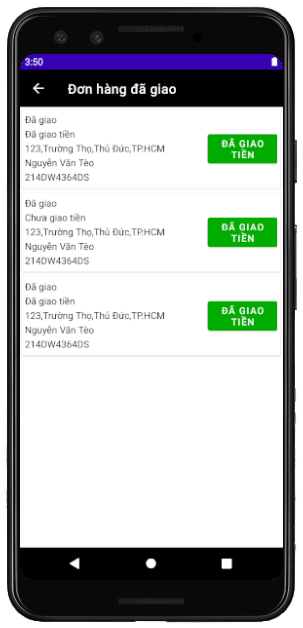 3:50
Đơn hàng đã giao
Đã giao
Đã giao tiền
123,Trường Thọ,Thủ Đức,TP.HCM
Nguyễn Văn Tèo
214DW4364DS
ĐÃ GIAO
TIỀN
Đã giao
Chưa giao tiền
123,Trường Thọ,Thủ Đức,TP.HCM
Nguyễn Văn Tèo
214DW4364DS
ĐÃ GIAO
TIỀN
Đã giao
Đã giao tiền
123,Trường Thọ,Thủ Đức,TP.HCM
Nguyễn Văn Tèo
214DW4364DS
ĐÃ GIAO
TIỀN